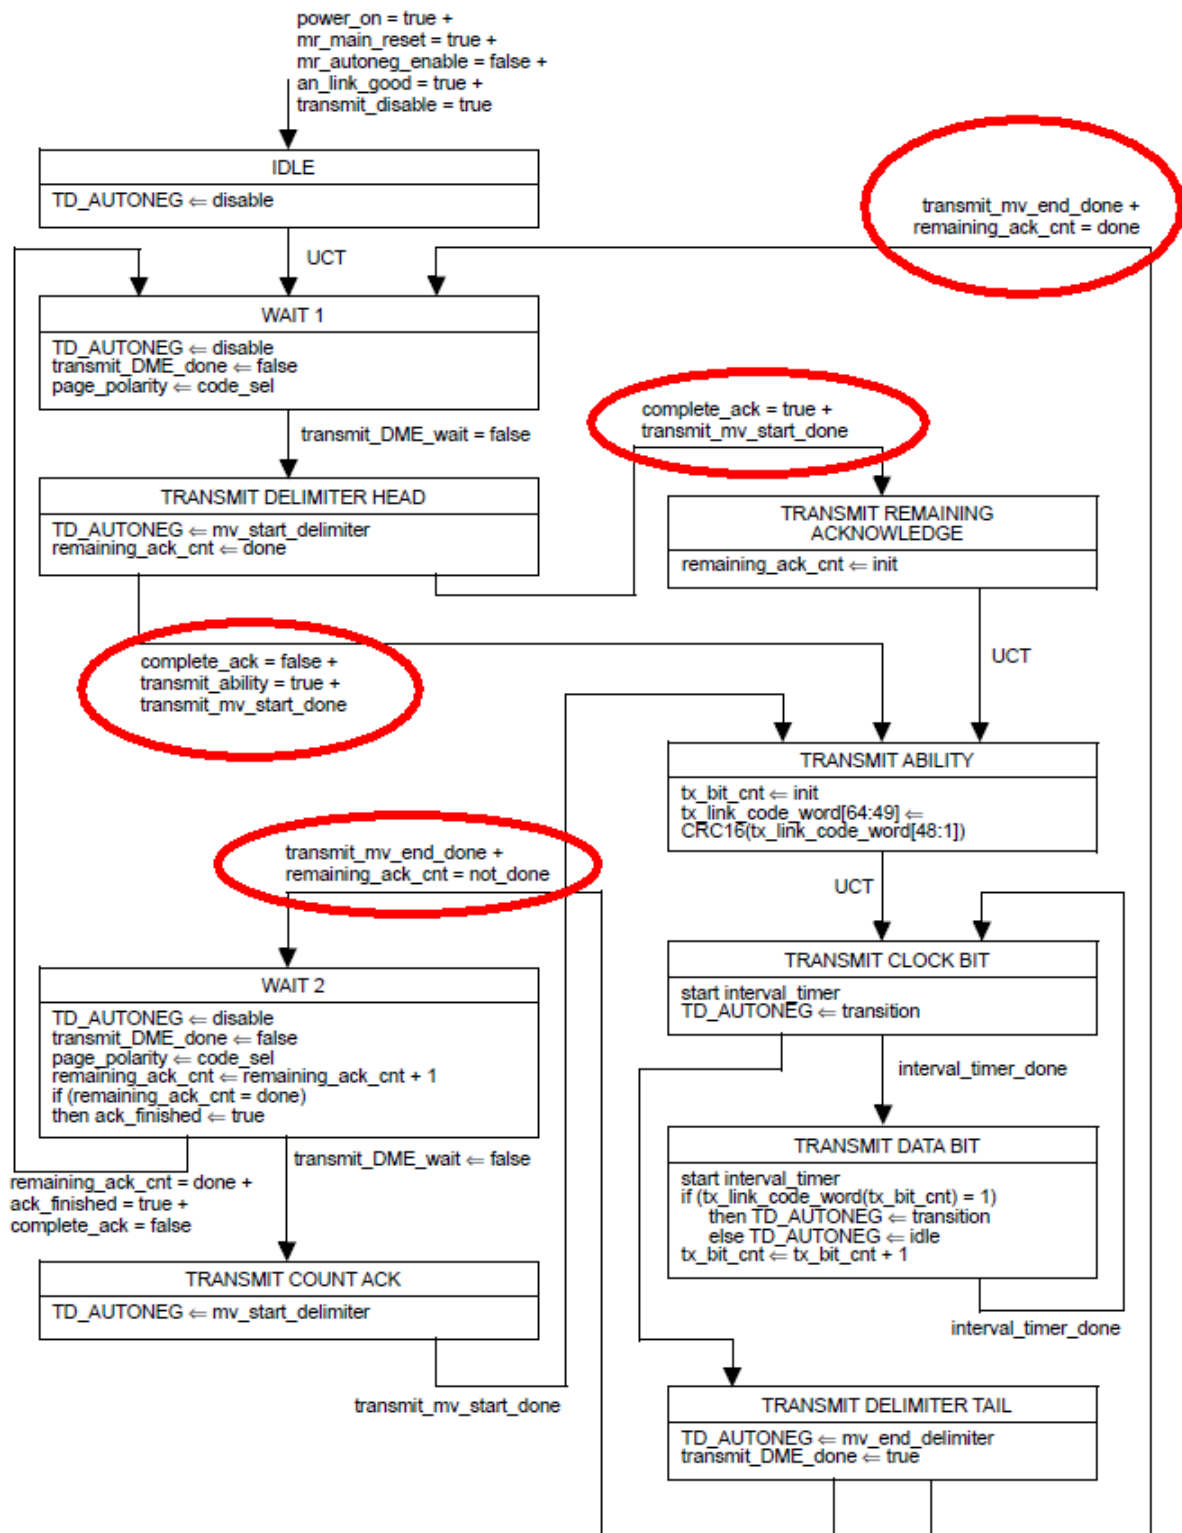 power_on = true +
mr_main_reset = true +
mr_autoneg_enable = false +
an_link_good = true +
transmit_disable = true
IDLE
TD_AUTONEG ⇐ disable
UCT
transmit_mv_end_done +
remaining_ack_cnt = done
WAIT 1
TD_AUTONEG ⇐ disable
transmit_DME_done ⇐ false
page_polarity ⇐ code_sel
transmit_DME_wait = false
complete_ack = true +
transmit_mv_start_done
TRANSMIT DELIMITER HEAD
TD_AUTONEG ⇐ mv_start_delimiter
remaining_ack_cnt ⇐ done
TRANSMIT REMAINING
ACKNOWLEDGE
remaining_ack_cnt ⇐ init
UCT
complete_ack = false +
transmit_ability = true +
transmit_mv_start_done
TRANSMIT ABILITY
tx_bit_cnt ⇐ init
tx_link_code_word[64:49] ⇐
CRC16(tx_link_code_word[48:1])
UCT
transmit_mv_end_done +
remaining_ack_cnt = not_done
TRANSMIT CLOCK BIT
start interval_timer
TD_AUTONEG ⇐ transition
interval_timer_done
WAIT 2
TD_AUTONEG ⇐ disable
transmit_DME_done ⇐ false
page_polarity ⇐ code_sel
remaining_ack_cnt ⇐ remaining_ack_cnt + 1
if (remaining_ack_cnt = done)
then ack_finished ⇐ true
transmit_DME_wait ⇐ false
remaining_ack_cnt = done +
ack_finished = true +
complete_ack = false
TRANSMIT DATA BIT
start interval_timer
if (tx_link_code_word(tx_bit_cnt) = 1)
then TD_AUTONEG ⇐ transition
else TD_AUTONEG ⇐ idle
tx_bit_cnt ⇐ tx_bit_cnt + 1
interval_timer_done
TRANSMIT COUNT ACK
TD_AUTONEG ⇐ mv_start_delimiter
transmit_mv_start_done
TRANSMIT DELIMITER TAIL
TD_AUTONEG ⇐ mv_end_delimiter
transmit_DME_done ⇐ true